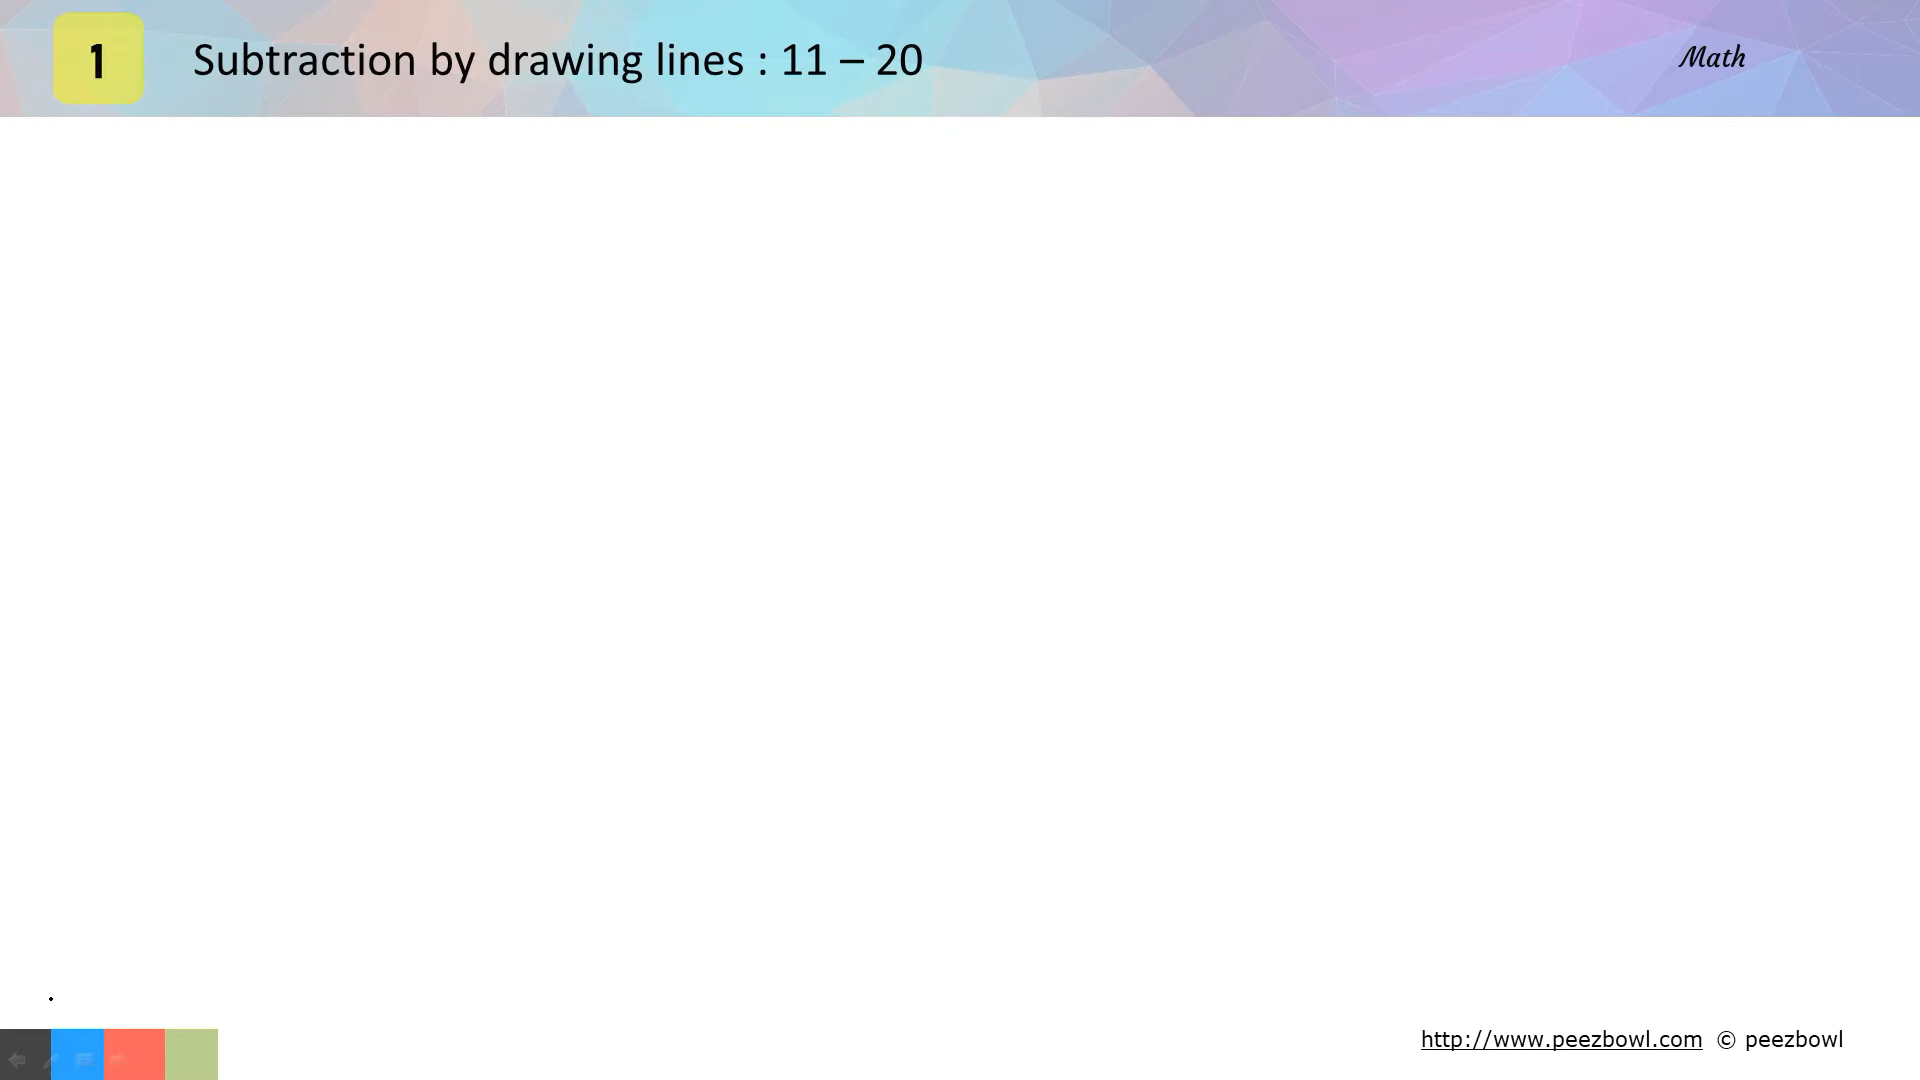 1
Subtraction by drawing lines : 11 – 20
Math
http://www.peezbowl.com © peezbowl